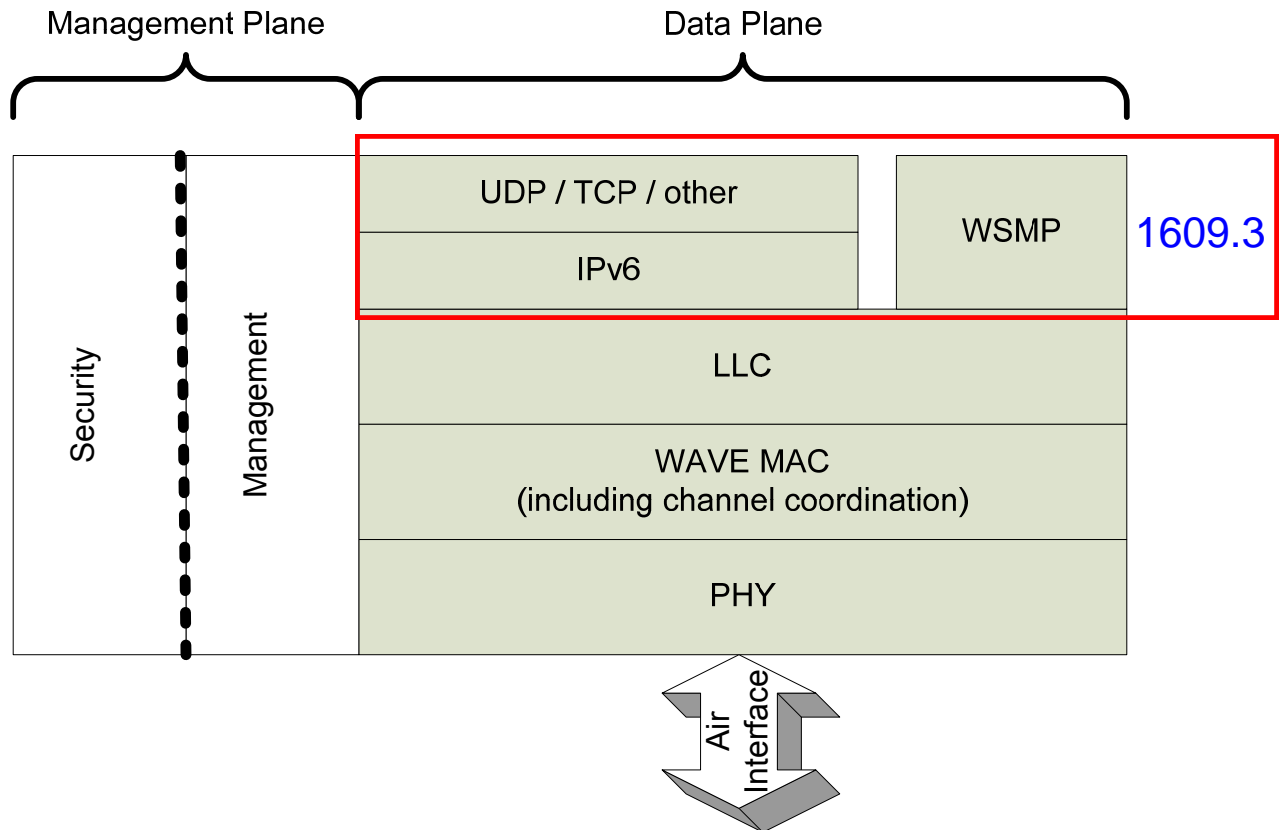 Management Plane
Data Plane
UDP / TCP / other
IPv6
WSMP
1609.3
Security
Management
LLC
WAVE MAC
(including channel coordination)
PHY
Air
Interface